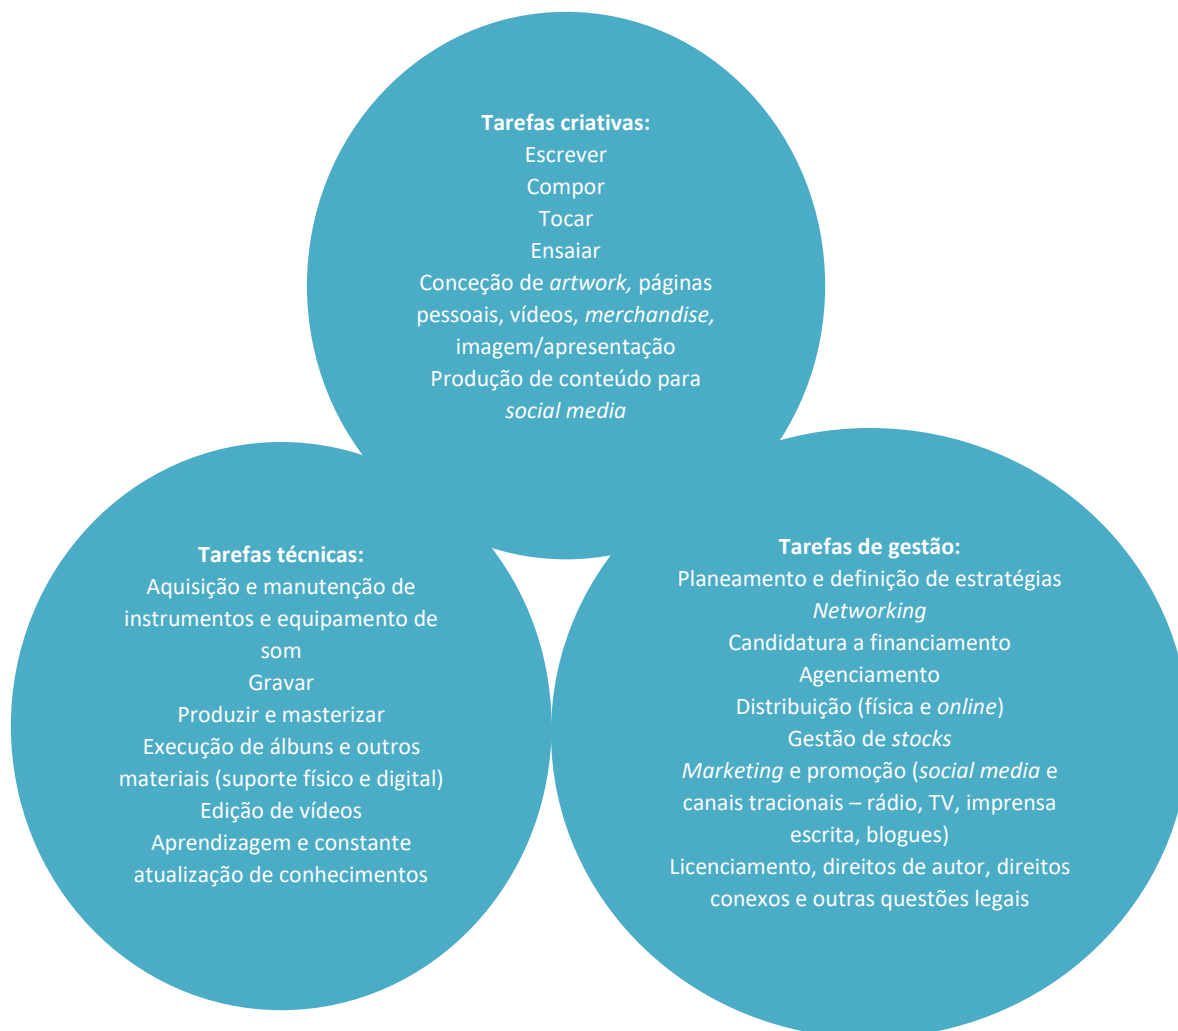 Tarefas criativas:
Escrever
Compor
Tocar
Ensaiar
Conceção de artwork, páginas
pessoais, vídeos, merchandise,
imagem/apresentação
Produção de conteúdo para
social media
Tarefas técnicas:
Aquisição e manutenção de
instrumentos e equipamento de
som
Gravar
Produzir e masterizar
Execução de álbuns e outros
materiais (suporte físico e digital)
Edição de vídeos
Aprendizagem e constante
atualização de conhecimentos
Tarefas de gestão:
Planeamento e definição de estratégias
Networking
Candidatura a financiamento
Agenciamento
Distribuição (física e online)
Gestão de stocks
Marketing e promoção (social media e
canais tracionais – rádio, TV, imprensa
escrita, blogues)
Licenciamento, direitos de autor, direitos
conexos e outras questões legais